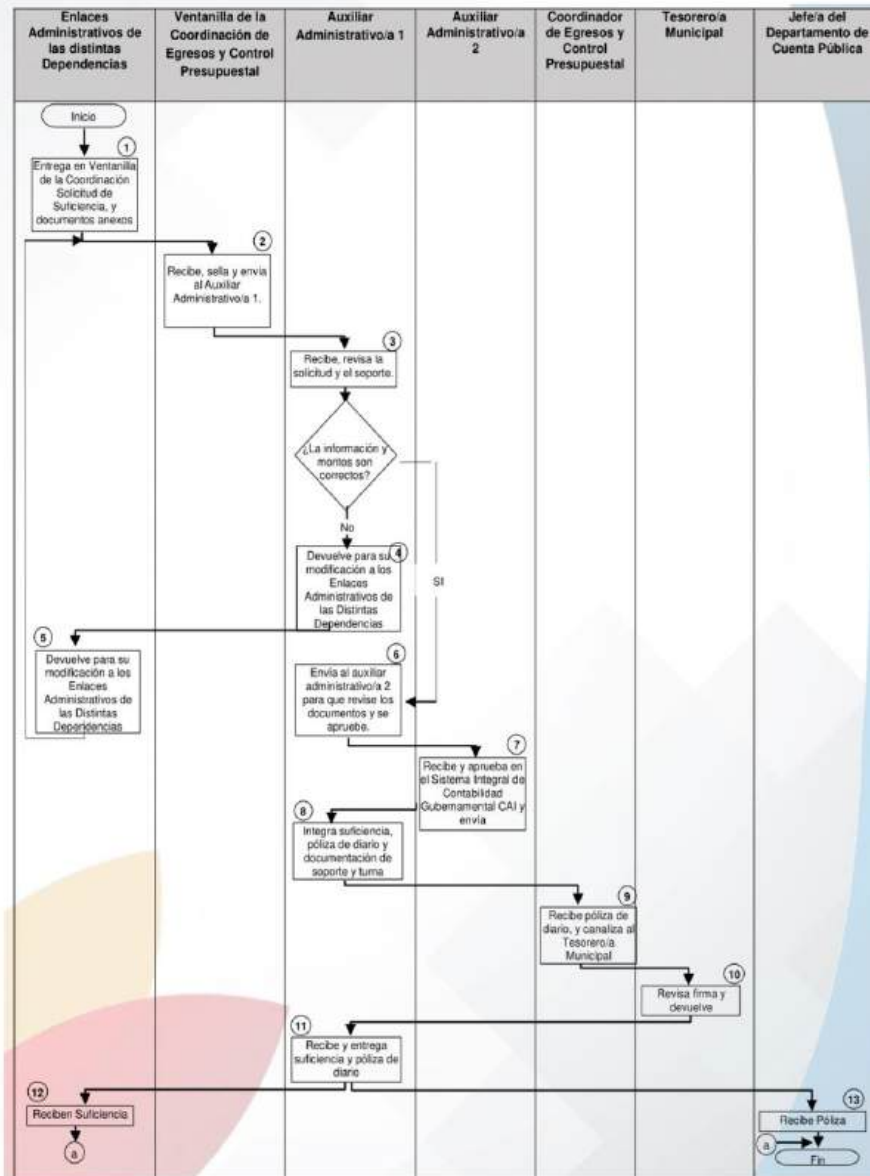 Enlaces
Administrativos de
las distintas
Dependencias
Ventanilla de la
Coordinación de
Egresos y Control
Presupuestal
Auxiliar
Administrativo/a 1
Auxiliar
Administrativo/a
2
Coordinador
de Egresos y
Control
Presupuestal
Tesorero/a
Municipal
Jefe/a del
Departamento de
Cuenta Pública
Inicio
1
Entrega en Ventanilla
de la Coordinación
Solicitud de
Suficiencia, y
documentos anexos
2
Recibe, sella y envia
al Auxiliar
Administrativo/a 1.
3
Recibe, revisa la
solicitud y el soporte.
¿La información y
montos son
correctos?
No
SI
4
Devuelve para su
modificación a los
Enlaces
Administrativos de
las Distintas
Dependencias
5
Devuelve para su
modificación a los
Enlaces
Administrativos de
las Distintas
Dependencias
6
Envía al auxiliar
administrativo/a 2
para que revise los
documentos y se
apruebe.
7
Recibe y aprueba en
el Sistema Integral de
Contabilidad
Gubernamental CAI y
envía
8
Integra suficiencia,
póliza de diario y
documentación de
soporte y turna
9
Recibe póliza de
diario, y canaliza al
Tesorero/a
Municipal
10
Revisa firma y
devuelve
11
Recibe y entrega
suficiencia y póliza de
diario
12
Reciben Suficiencia
a
13
Recibe Póliza
a
Fin